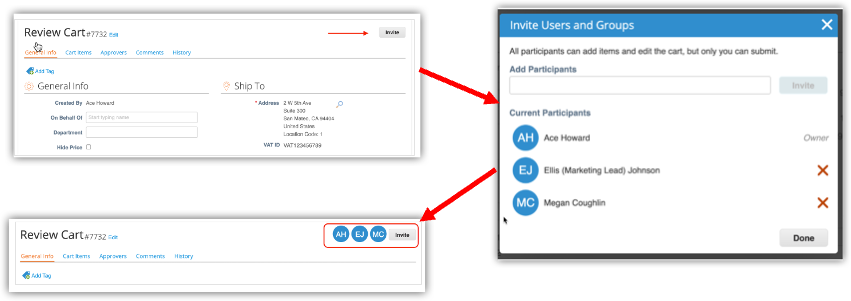 Review Cart #7732 Edit
Invite
General Info Cart Items Approvers Comments History
Add Tag
General Info
Created By Ace Howard
On Behalf Of Start typing name
Department
Hide Price
Ship To
* Address 2 W 5th Ave
Suite 300
San Mateo, CA 94404
United States
Location Code: 1
VAT ID VAT123456789
Invite Users and Groups
All participants can add items and edit the cart, but only you can submit.
Add Participants
Invite
Current Participants
AH Ace Howard Owner
EJ Ellis (Marketing Lead) Johnson
MC Megan Coughlin
Done
Review Cart #7732 Edit
AH EJ MC Invite
General Info Cart Items Approvers Comments History
Add Tag